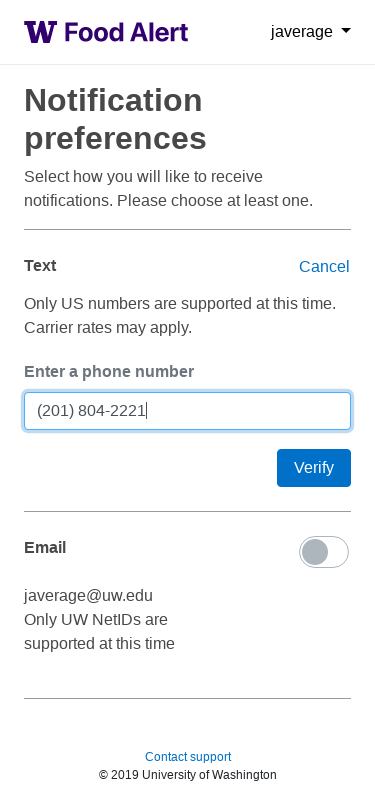 W Food Alert
javerage
Notification
preferences
Select how you will like to receive
notifications. Please choose at least one.
Text
Cancel
Only US numbers are supported at this time.
Carrier rates may apply.
Enter a phone number
(201) 804-2221
Verify
Email
javerage@uw.edu
Only UW NetIDs are
supported at this time
Contact support
© 2019 University of Washington